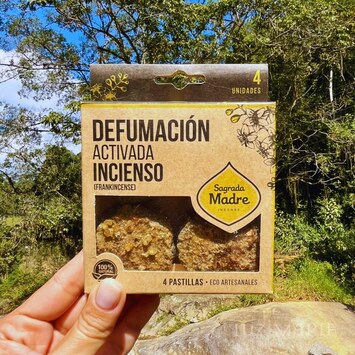 4
UNIDADES
DEFUMACIÓN
ACTIVADA
INCIENSO
(FRANKINCENSE)
Sagrada
Madre
100%
4 PASTILLAS • ECO ARTESANALES